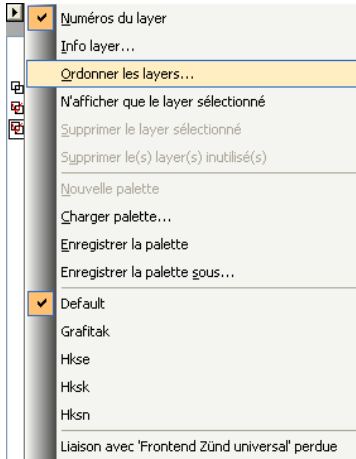 Numéros du layer
Info layer...
Ordonner les layers...
N'afficher que le layer sélectionné
Supprimer le layer sélectionné
Supprimer le(s) layer(s) inutilisé(s)
Nouvelle palette
Charger palette...
Enregistrer la palette
Enregistrer la palette sous...
Default
Grafitak
Hkse
Hksk
Hksn
Liaison avec 'Frontend Zünd universal' perdue